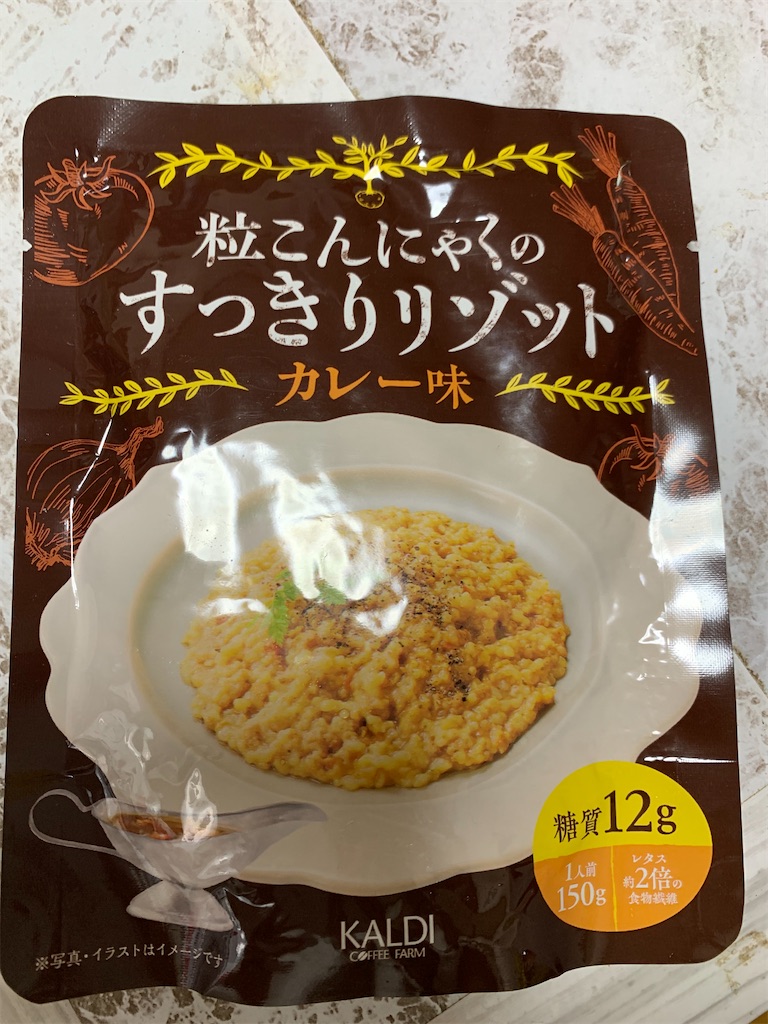 粒こんにゃくの
すっきりリゾット
カレー味
糖質12g
1人前
150g
レタス
約2倍の
食物繊維
KALDI
COFFEE FARM
※写真・イラストはイメージです